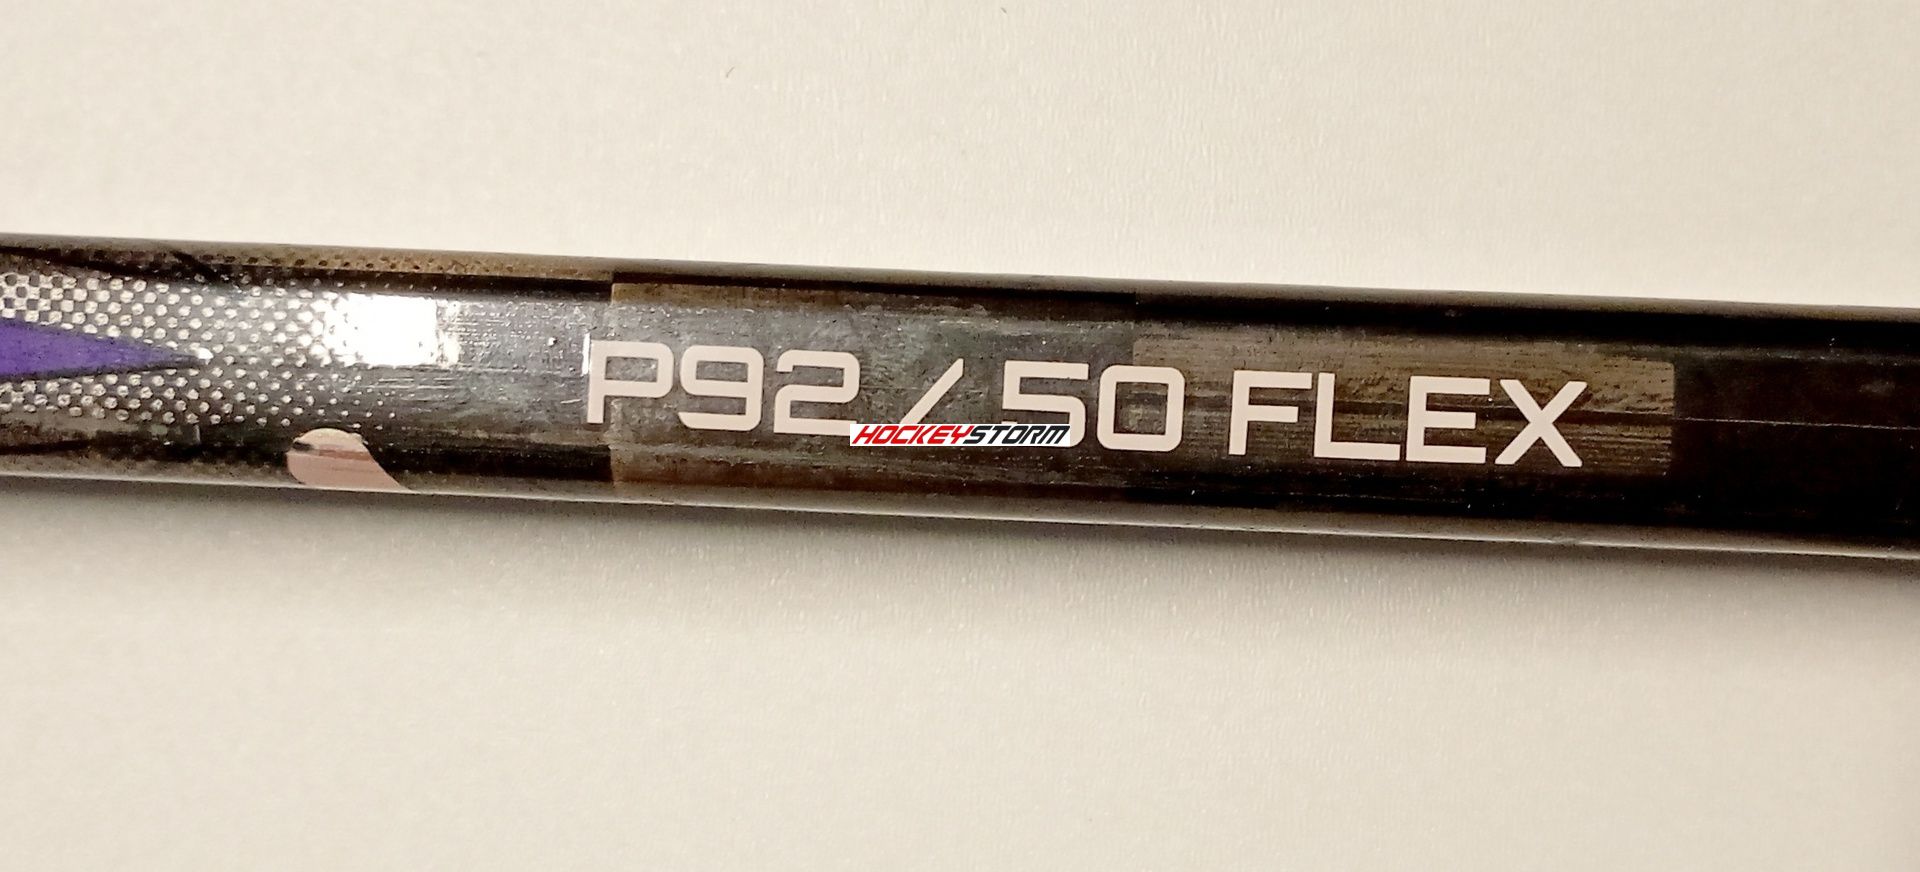 P92 / 50 FLEX
HOCKEYSTORM